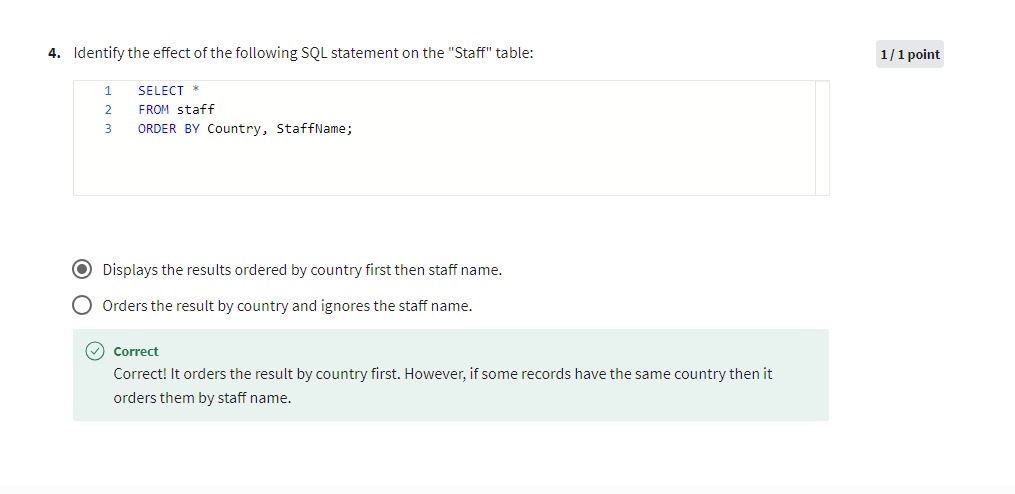 4. Identify the effect of the following SQL statement on the "Staff" table:
1 / 1 point
1 SELECT *
2 FROM staff
3 ORDER BY Country, StaffName;
Displays the results ordered by country first then staff name.
Orders the result by country and ignores the staff name.
Correct
Correct! It orders the result by country first. However, if some records have the same country then it
orders them by staff name.